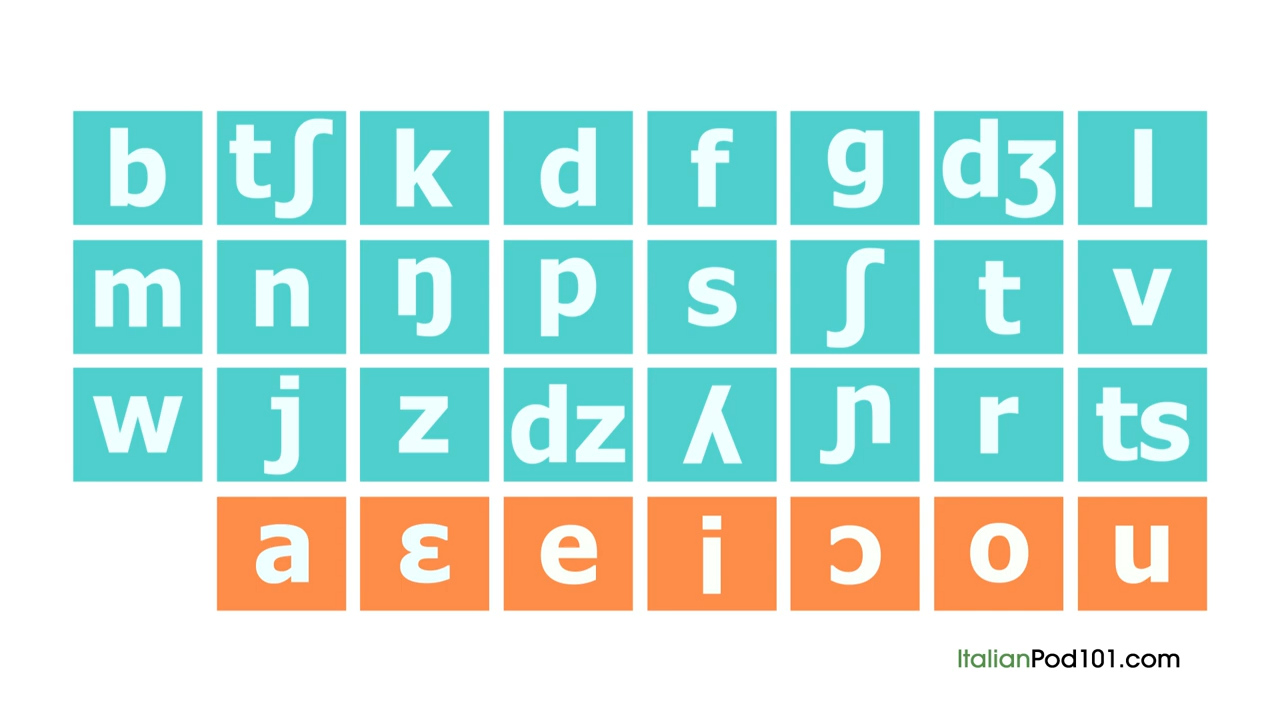 b tʃ k d f g dʒ l
m n ŋ p s ʃ t v
w j z dz ʎ ɲ r ts
a ɛ e i ɔ o u
ItalianPod101.com